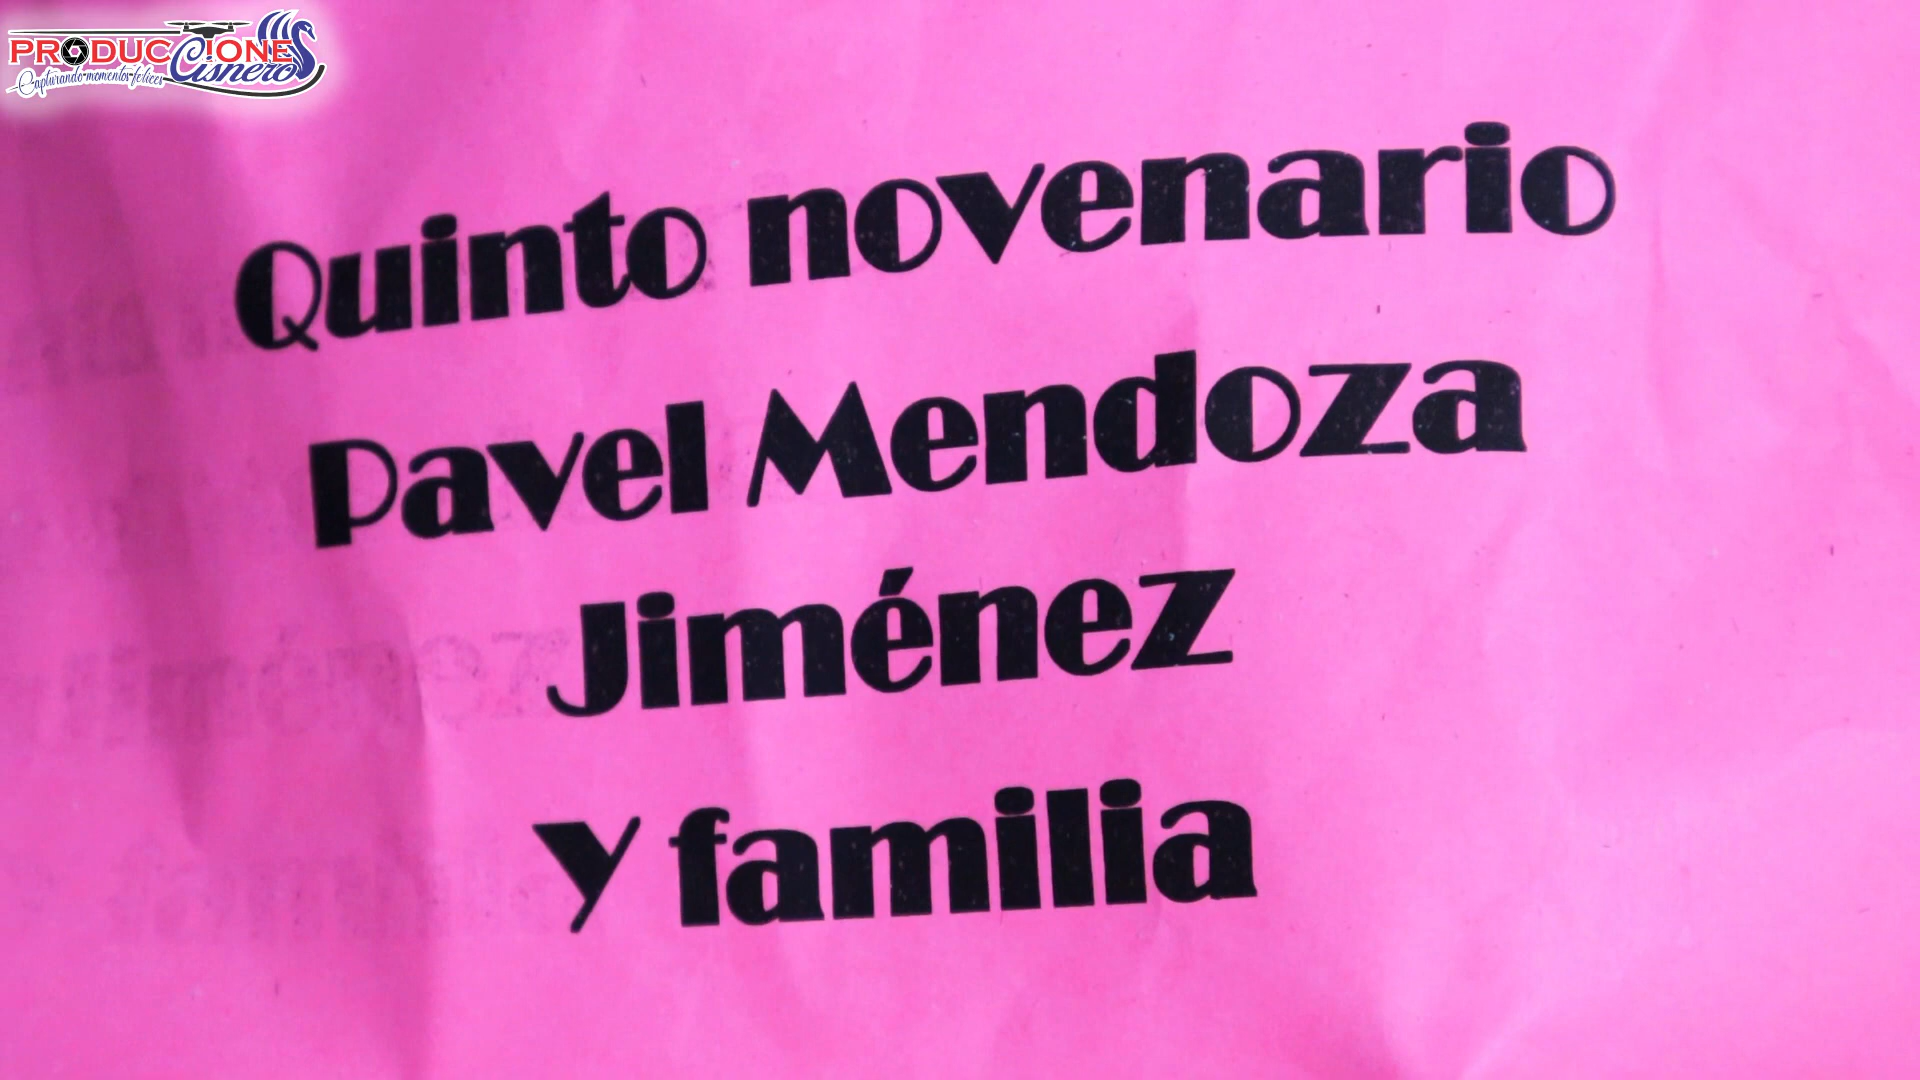 PRODUCCIONES
Cisneros
Capturando momentos felices
Quinto novenario
Pavel Mendoza
Jiménez
Y familia